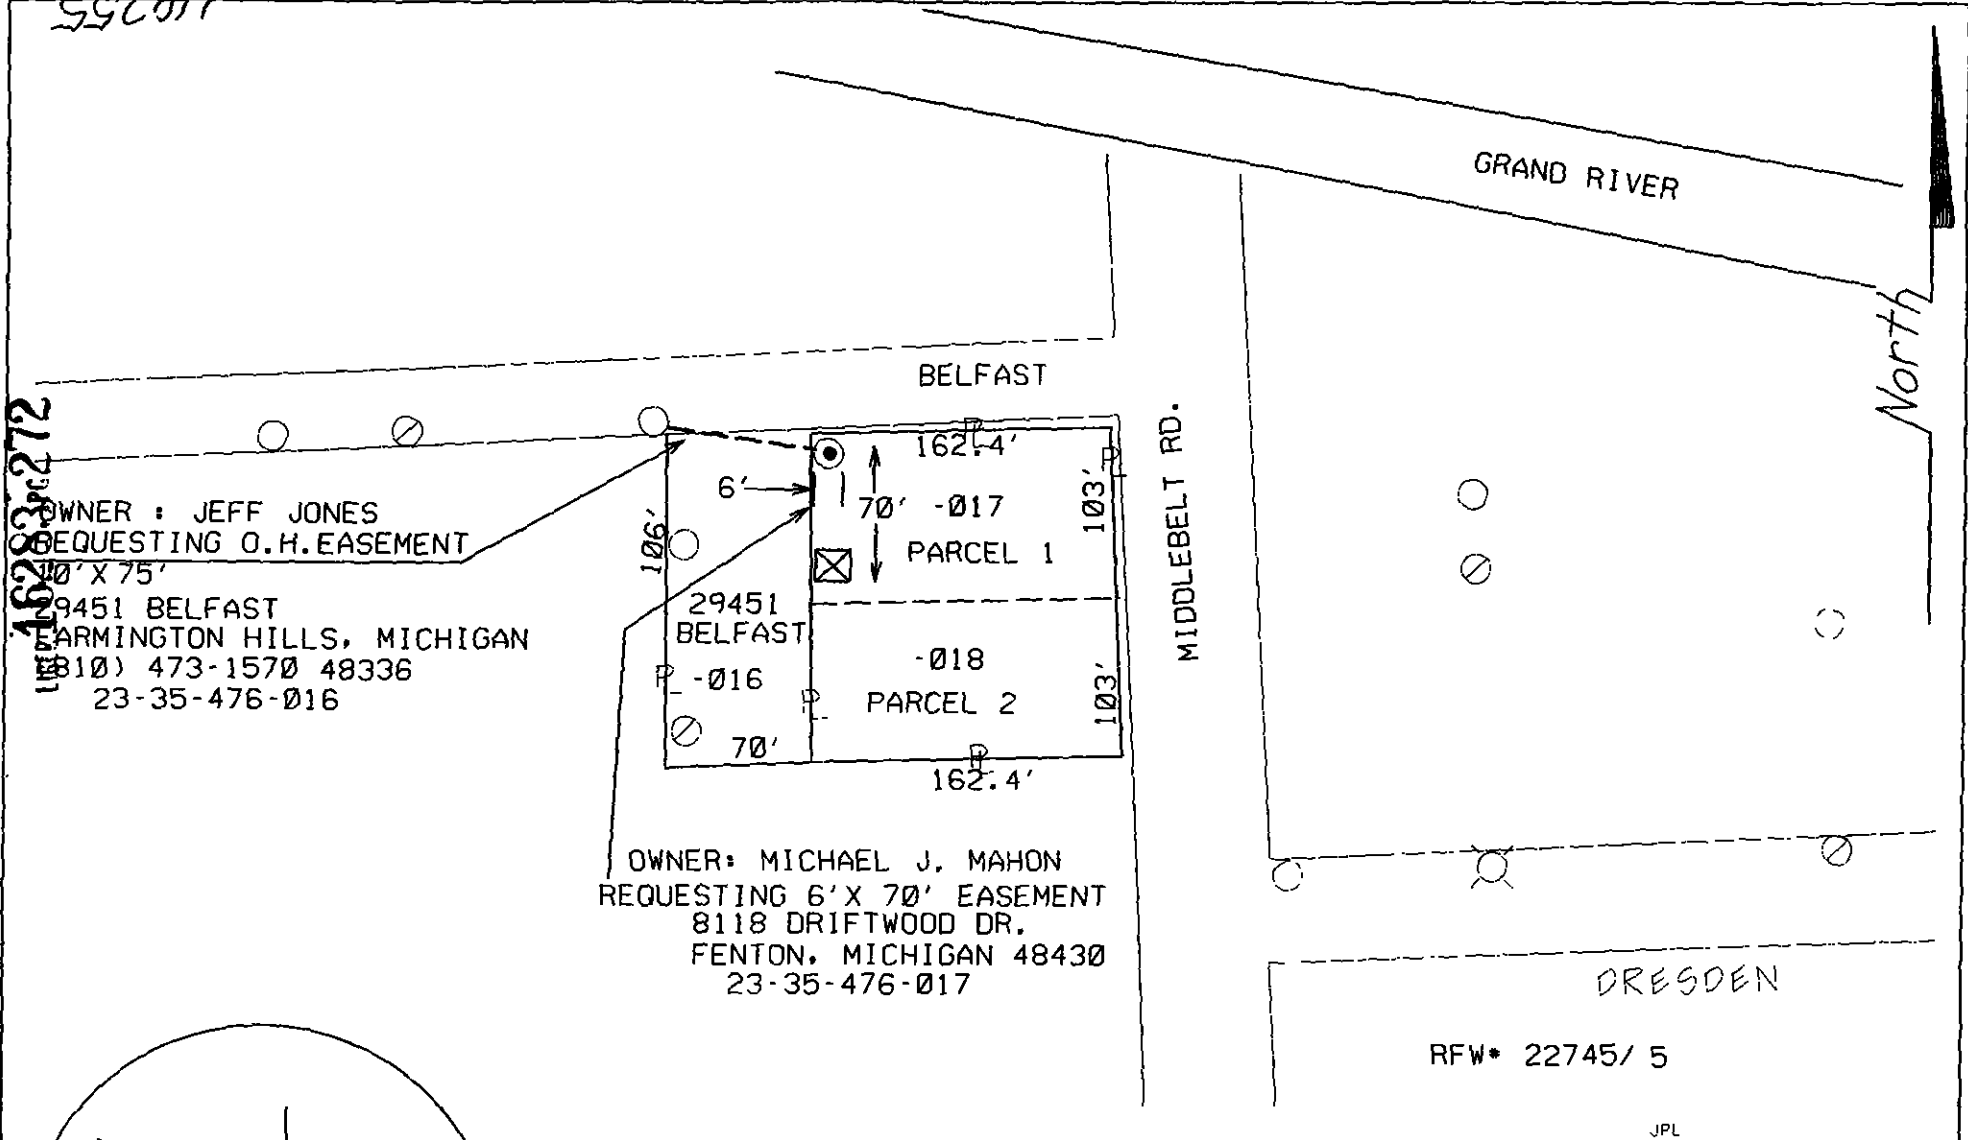 GRAND RIVER
North
BELFAST
MIDDLEBELT RD.
162.4'
6'
70' -017
103'
PARCEL 1
106'
29451
BELFAST
-016
70'
-018
PARCEL 2
103'
162.4'
16283 PG 272
OWNER : JEFF JONES
REQUESTING O.H.EASEMENT
10'X 75'
29451 BELFAST
FARMINGTON HILLS, MICHIGAN
(810) 473-1570 48336
23-35-476-016
OWNER: MICHAEL J. MAHON
REQUESTING 6'X 70' EASEMENT
8118 DRIFTWOOD DR.
FENTON, MICHIGAN 48430
23-35-476-017
DRESDEN
RFW* 22745/ 5
JPL